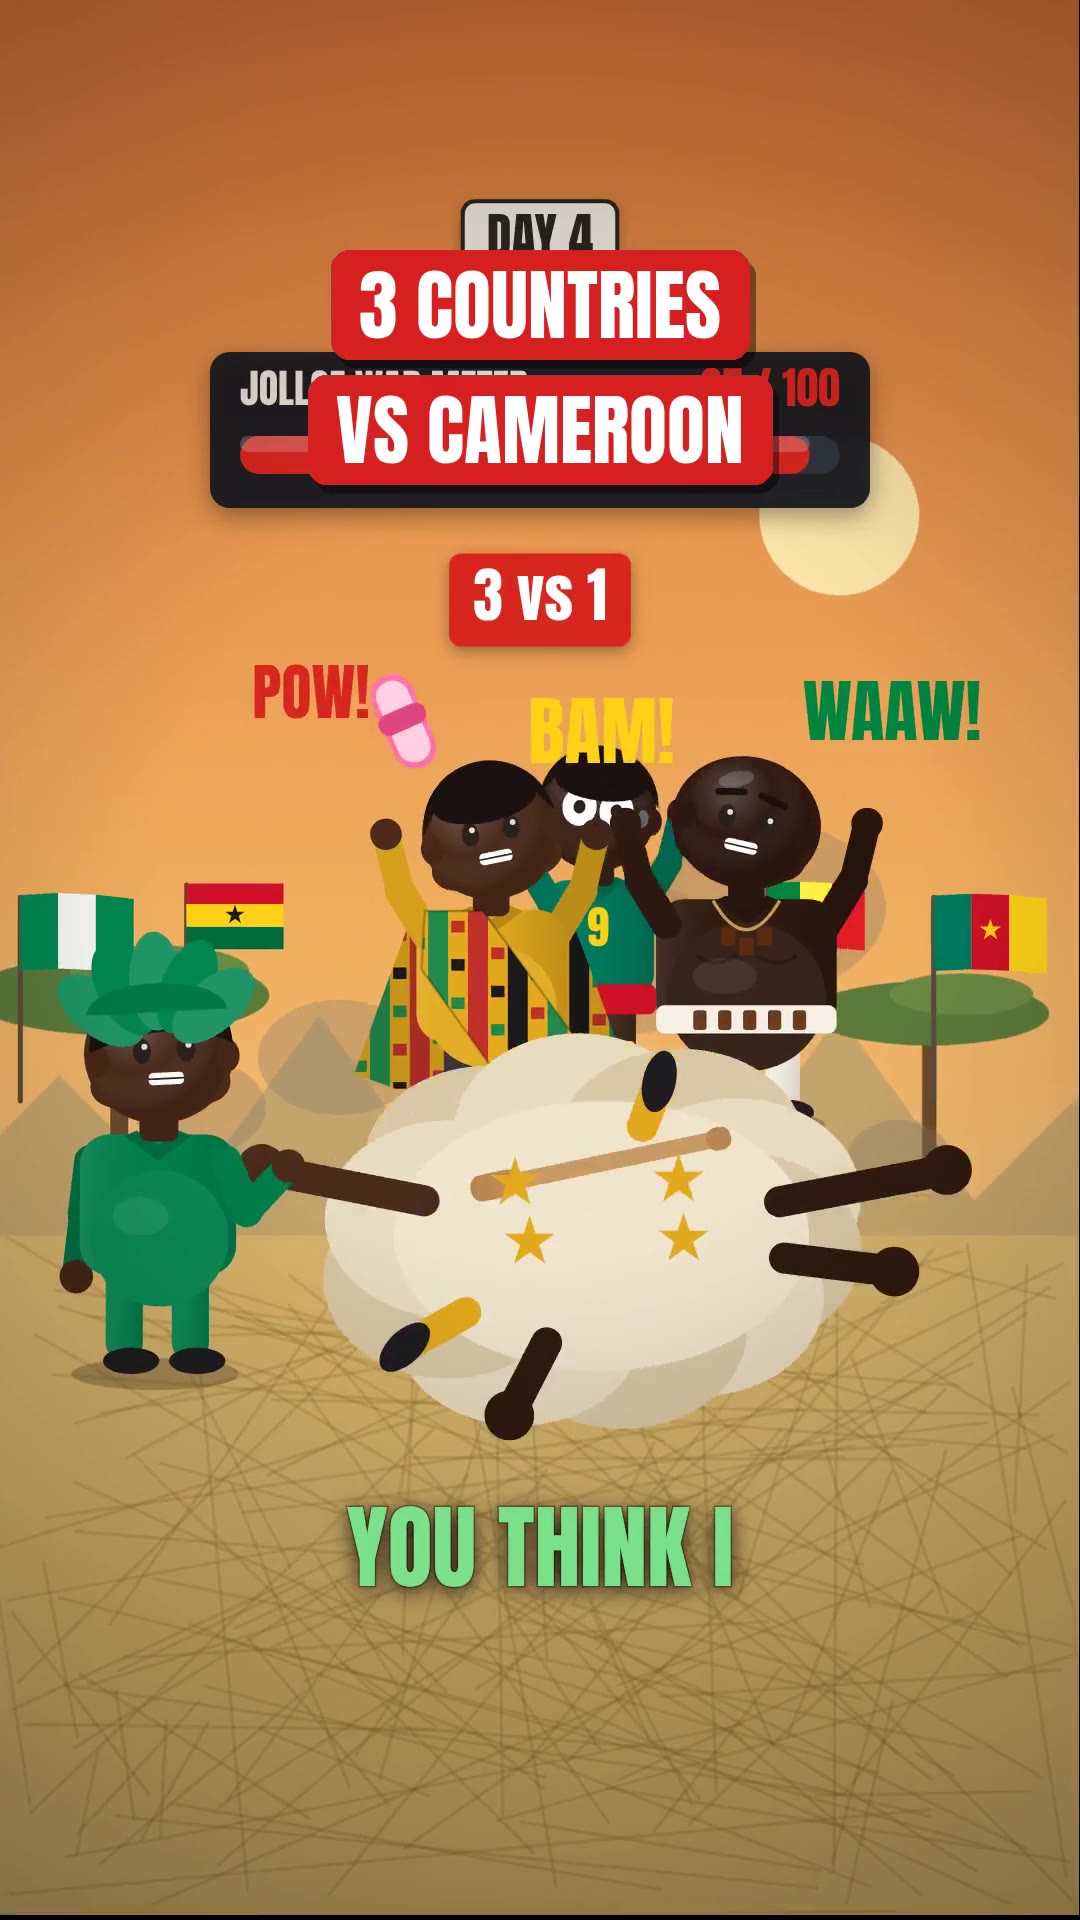 DAY 4
3 COUNTRIES
/ 100
VS CAMEROON
3 VS 1
POW!
BAM!
WAAW!
9
YOU THINK I